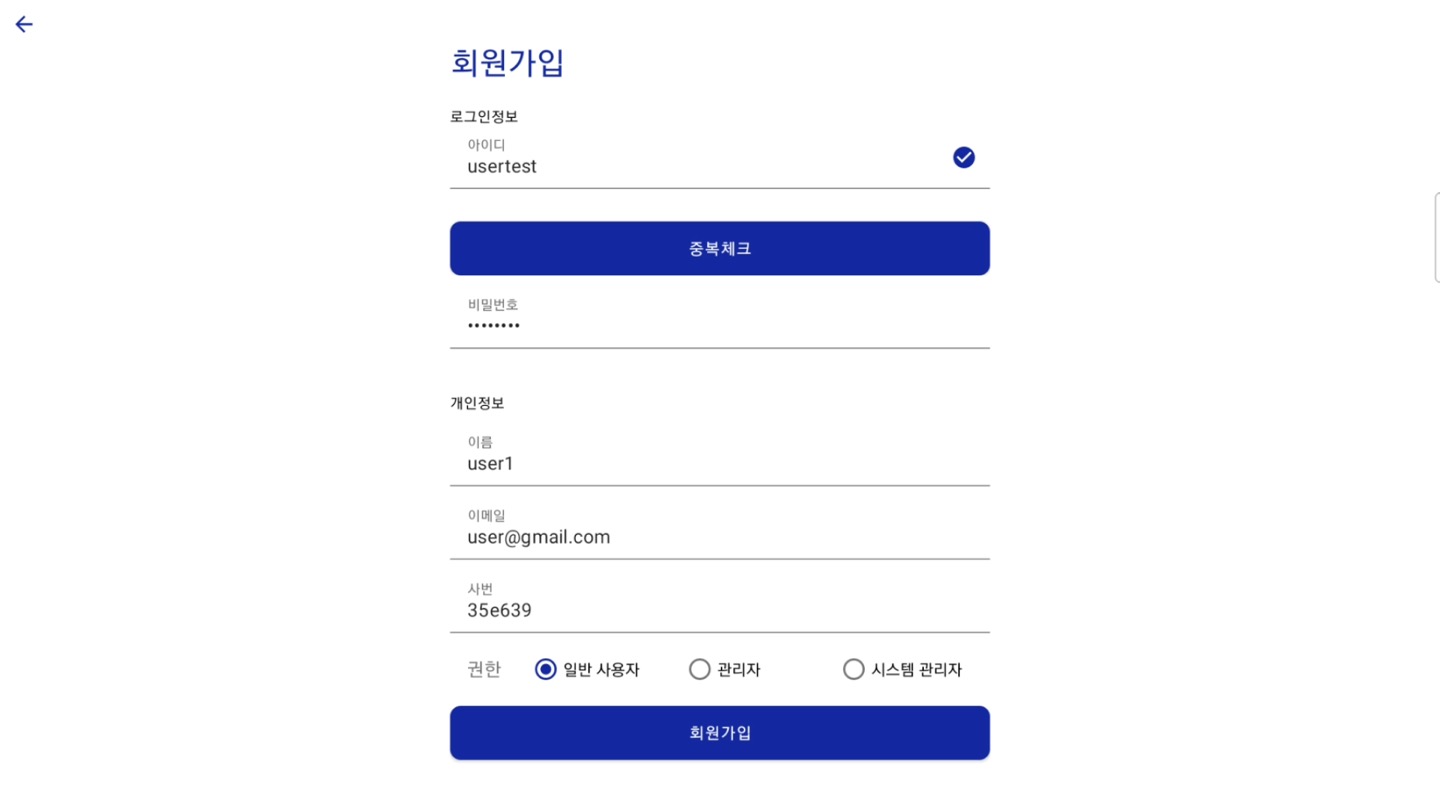 회원가입
로그인정보
아이디
usertest
중복체크
비밀번호
••••••••
개인정보
이름
user1
이메일
user@gmail.com
사번
35e639
권한 일반 사용자 관리자 시스템 관리자
회원가입